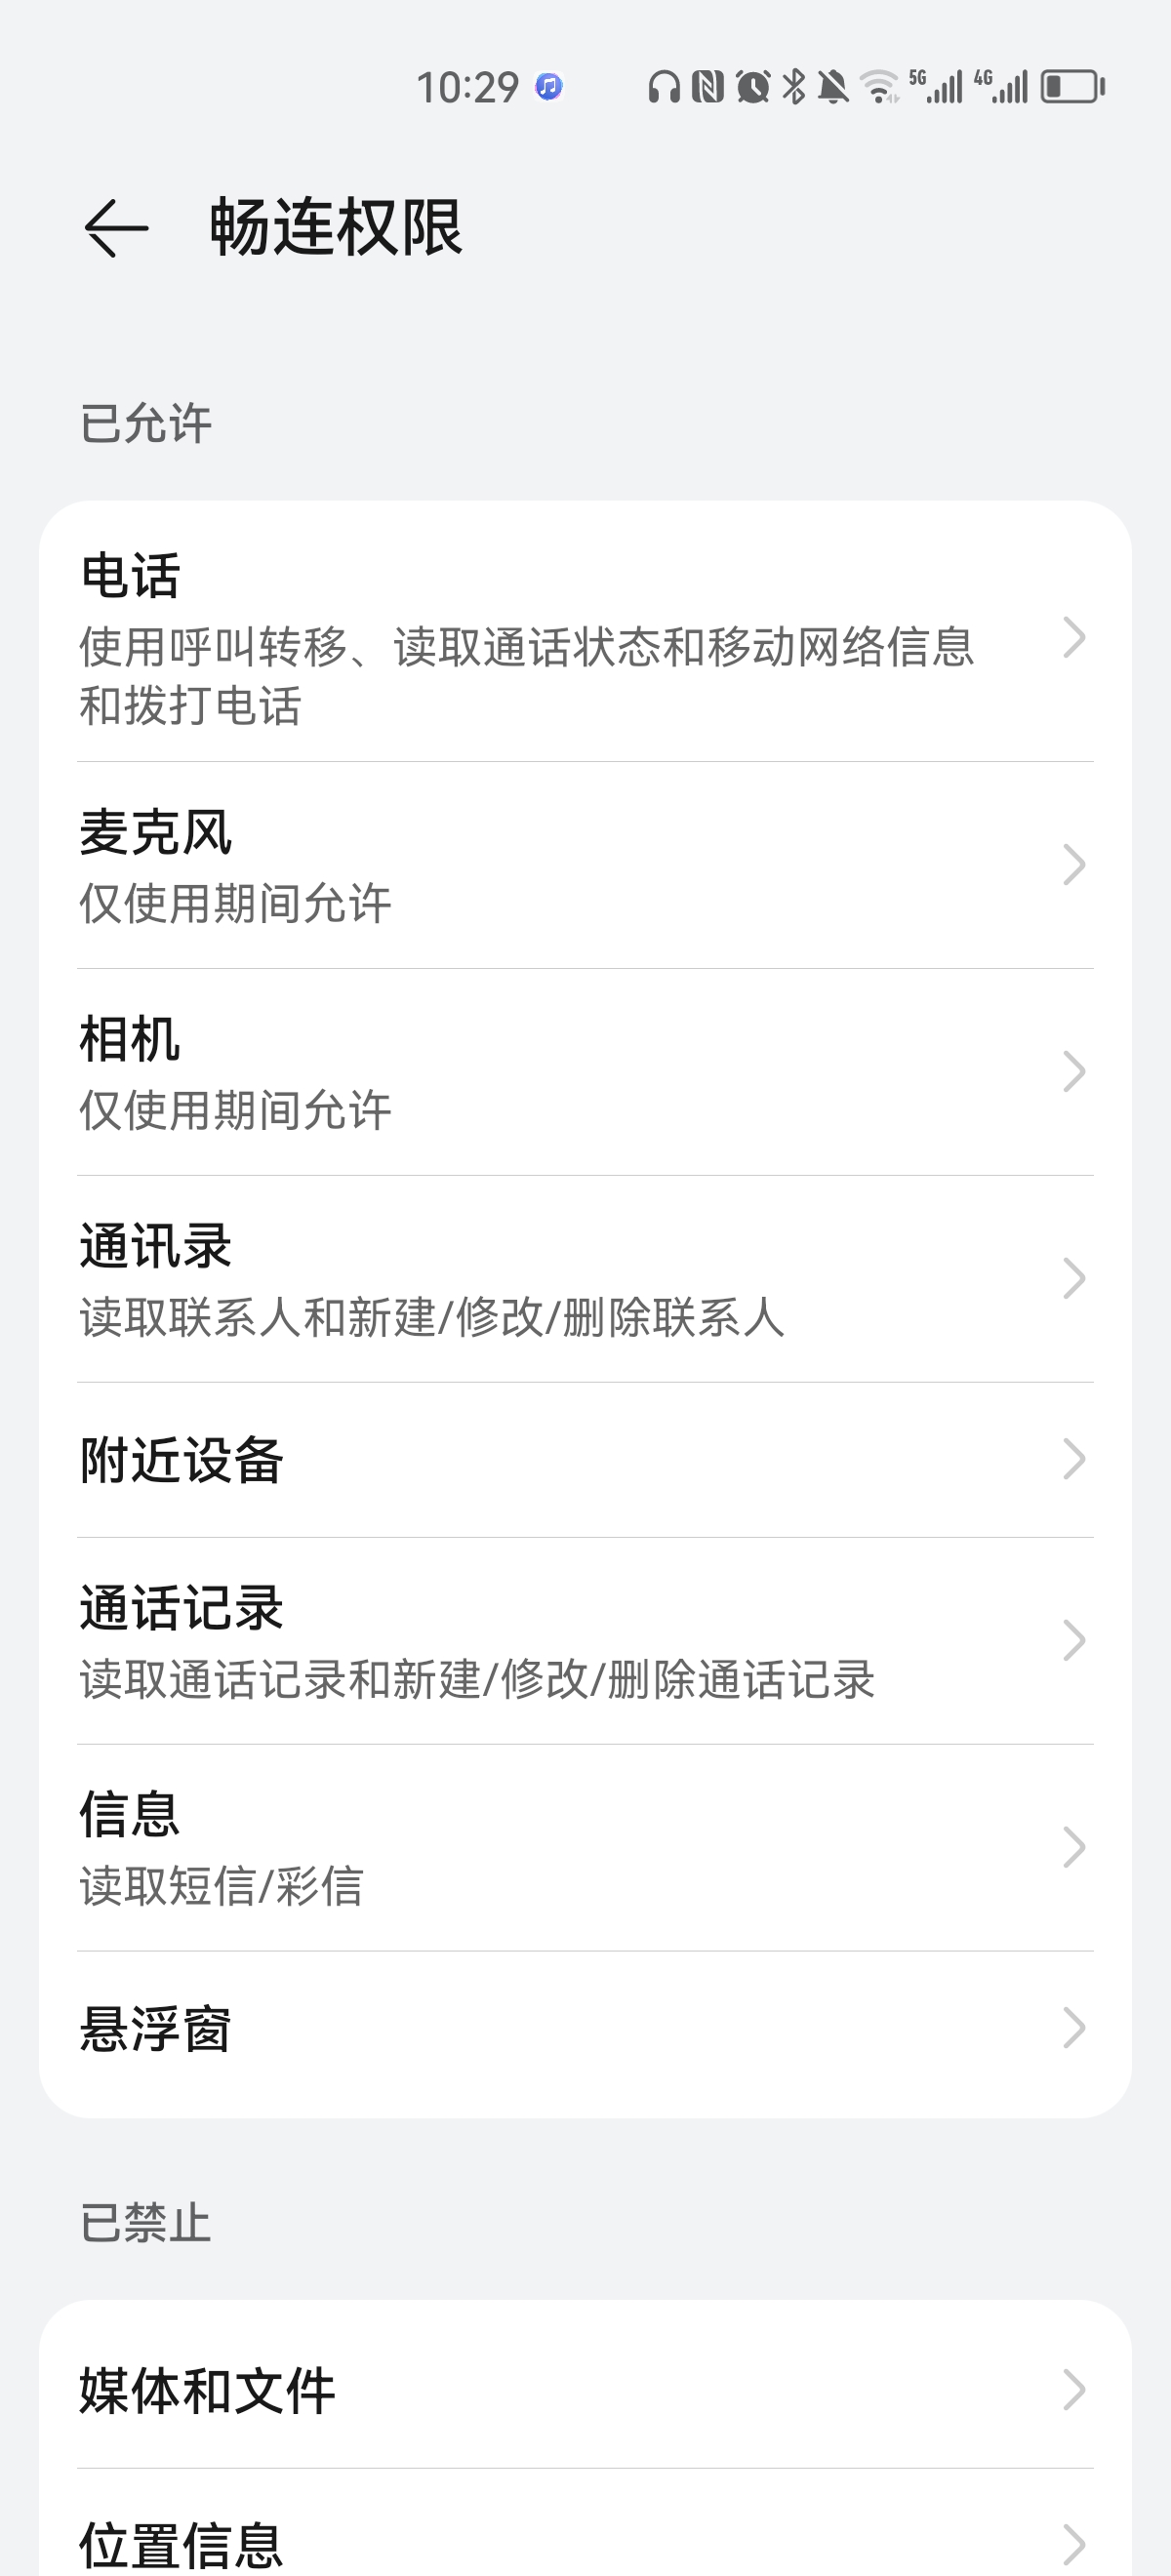 10:29
5G
4G
畅连权限
已允许
电话
使用呼叫转移、读取通话状态和移动网络信息
和拨打电话
麦克风
仅使用期间允许
相机
仅使用期间允许
通讯录
读取联系人和新建/修改/删除联系人
附近设备
通话记录
读取通话记录和新建/修改/删除通话记录
信息
读取短信/彩信
悬浮窗
已禁止
媒体和文件
位置信息